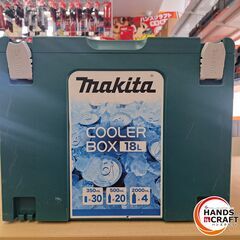 makita
COOLER
BOX 18L
350ml 500ml 2000ml
×30 ×20 ×4
HANDS
CRAFT